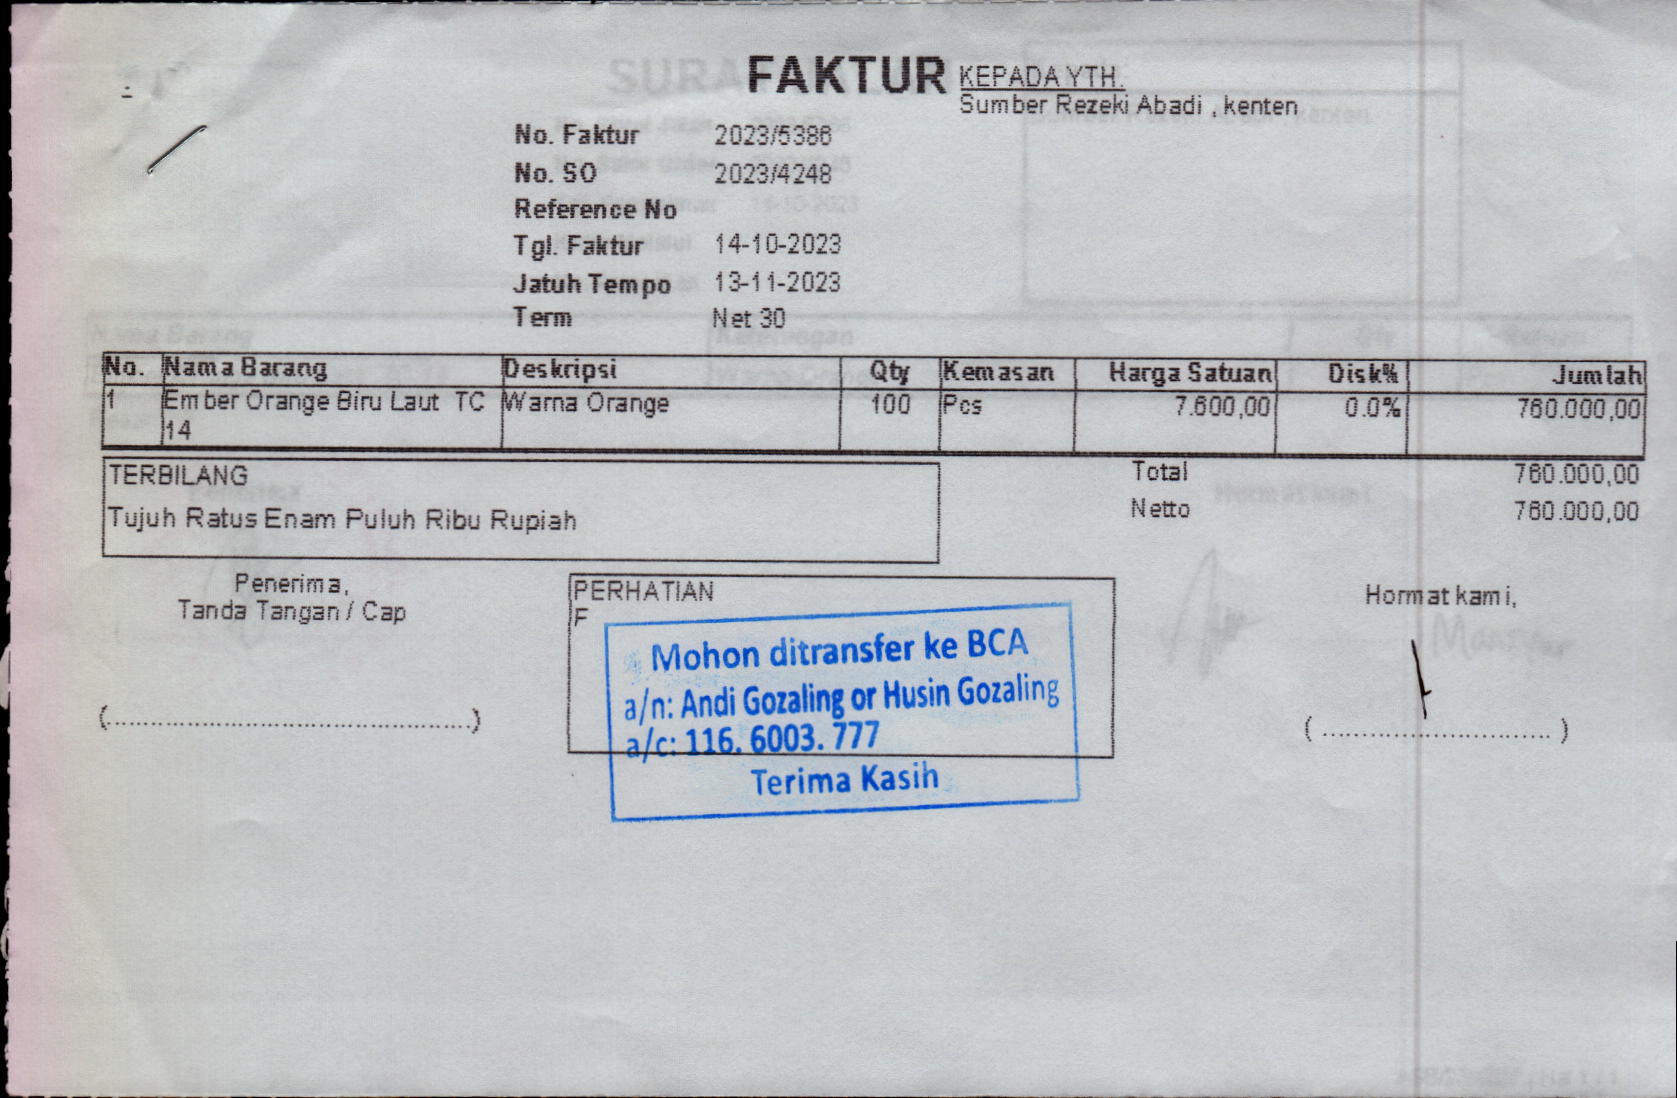 FAKTUR
KEPADA YTH.
Sumber Rezeki Abadi , kenten
No. Faktur 2023/5386
No. SO 2023/4248
Reference No
Tgl. Faktur 14-10-2023
Jatuh Tempo 13-11-2023
Term Net 30
No. Nama Barang Deskripsi Qty Kemasan Harga Satuan Disk% Jumlah
1 Ember Orange Biru Laut TC Warna Orange 100 Pcs 7.600,00 0.0% 760.000,00
14
TERBILANG Total 760.000,00
Tujuh Ratus Enam Puluh Ribu Rupiah Netto 760.000,00
Penerima,
Tanda Tangan / Cap
PERHATIAN
F
Hormat kami,
Mohon ditransfer ke BCA
a/n: Andi Gozaling or Husin Gozaling
a/c: 116. 6003. 777
Terima Kasih
(..........................................)
( ............................ )